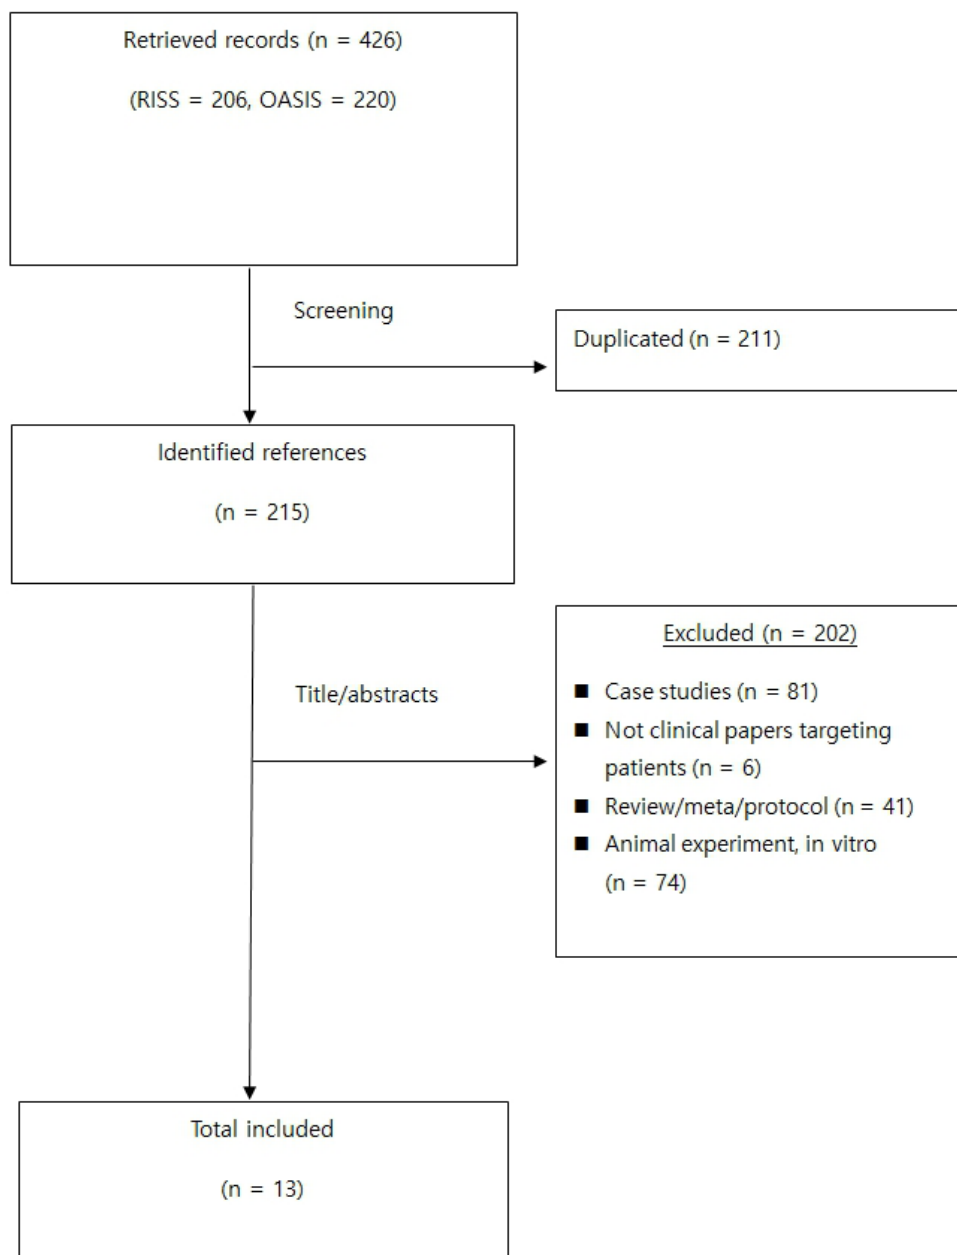 Retrieved records (n = 426)
(RISS = 206, OASIS = 220)
Screening
Duplicated (n = 211)
Identified references
(n = 215)
Title/abstracts
Excluded (n = 202)
■ Case studies (n = 81)
■ Not clinical papers targeting
patients (n = 6)
■ Review/meta/protocol (n = 41)
■ Animal experiment, in vitro
(n = 74)
Total included
(n = 13)